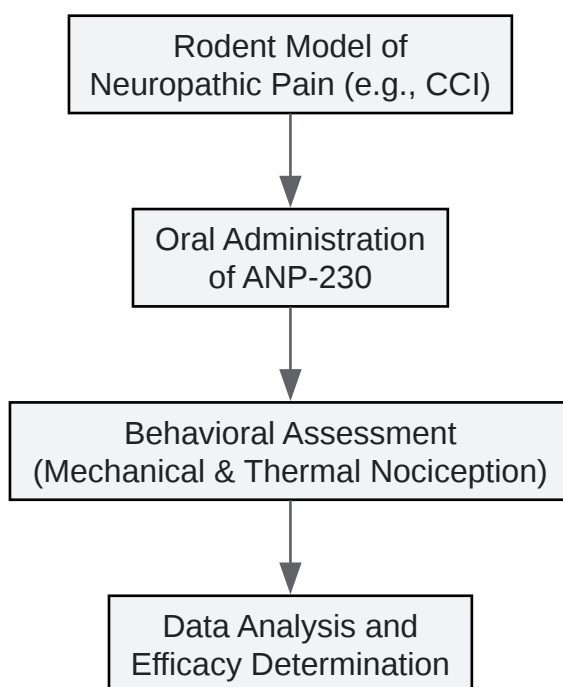 Rodent Model of
Neuropathic Pain (e.g., CCI)
Oral Administration
of ANP-230
Behavioral Assessment
(Mechanical & Thermal Nociception)
Data Analysis and
Efficacy Determination